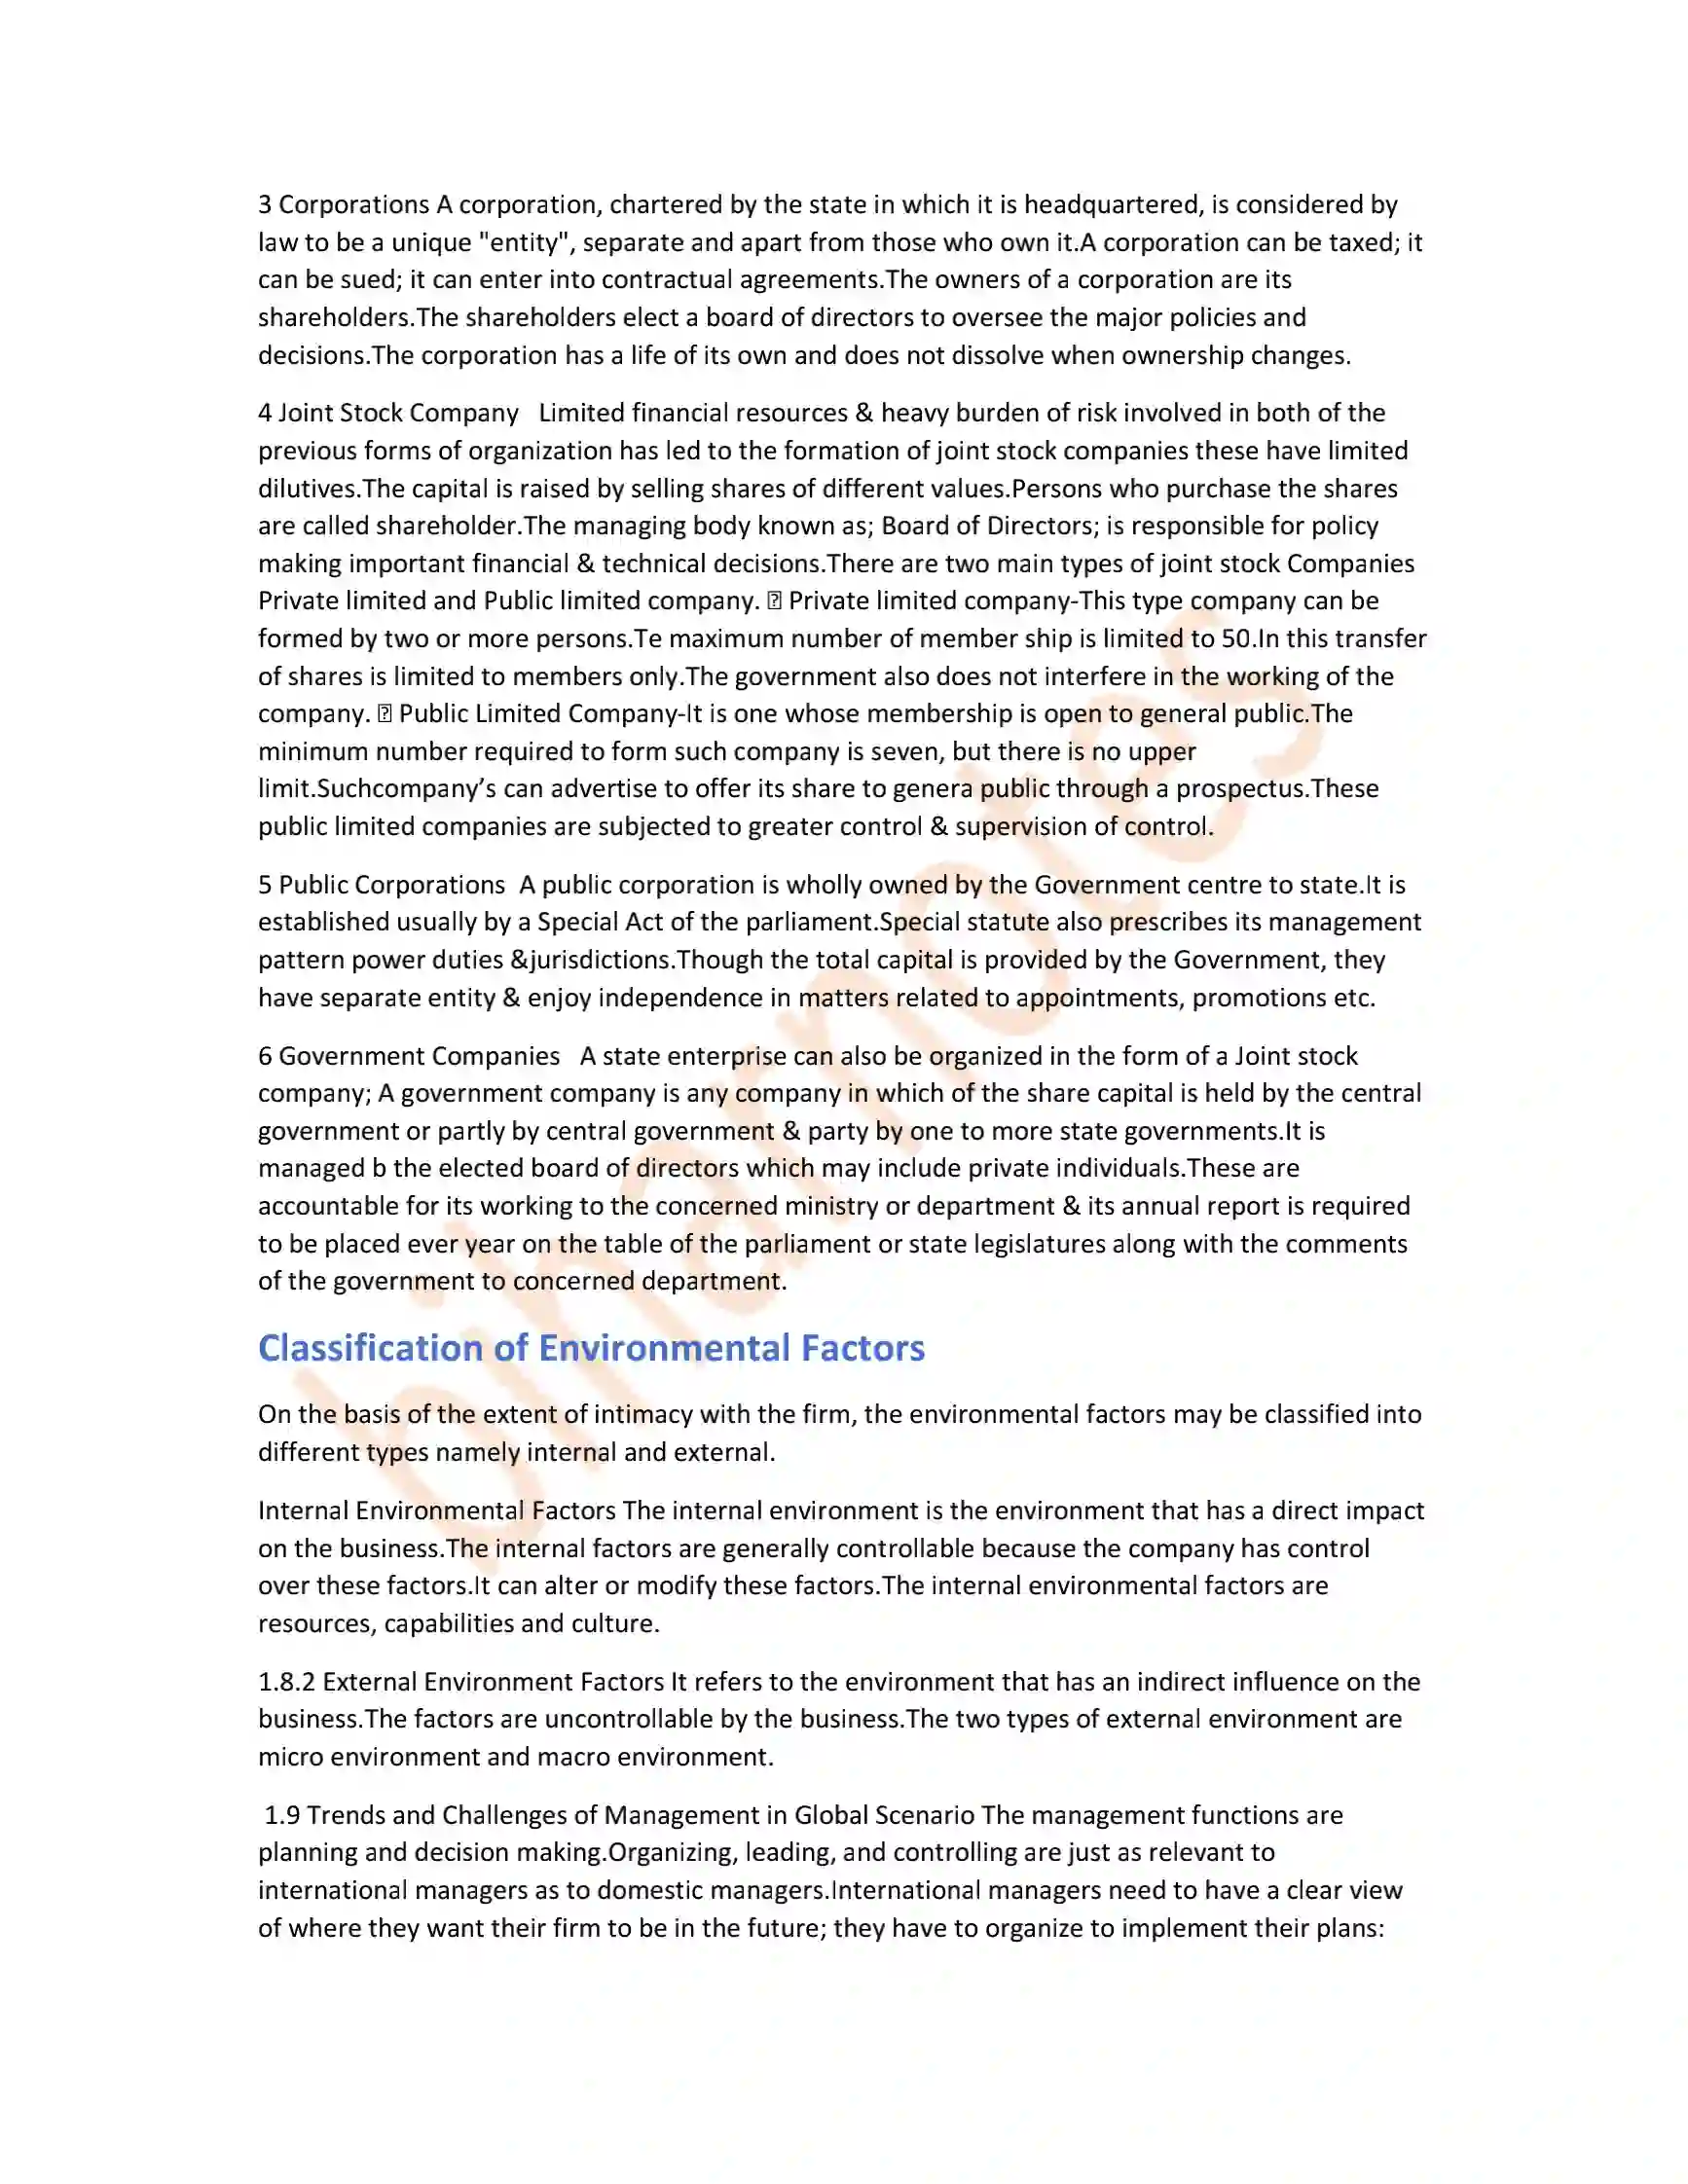 3 Corporations A corporation, chartered by the state in which it is headquartered, is considered by
law to be a unique "entity", separate and apart from those who own it.A corporation can be taxed; it
can be sued; it can enter into contractual agreements.The owners of a corporation are its
shareholders.The shareholders elect a board of directors to oversee the major policies and
decisions.The corporation has a life of its own and does not dissolve when ownership changes.
4 Joint Stock Company   Limited financial resources & heavy burden of risk involved in both of the
previous forms of organization has led to the formation of joint stock companies these have limited
dilutives.The capital is raised by selling shares of different values.Persons who purchase the shares
are called shareholder.The managing body known as; Board of Directors; is responsible for policy
making important financial & technical decisions.There are two main types of joint stock Companies
Private limited and Public limited company. ⍰ Private limited company-This type company can be
formed by two or more persons.Te maximum number of member ship is limited to 50.In this transfer
of shares is limited to members only.The government also does not interfere in the working of the
company. ⍰ Public Limited Company-It is one whose membership is open to general public.The
minimum number required to form such company is seven, but there is no upper
limit.Suchcompany’s can advertise to offer its share to genera public through a prospectus.These
public limited companies are subjected to greater control & supervision of control.
5 Public Corporations  A public corporation is wholly owned by the Government centre to state.It is
established usually by a Special Act of the parliament.Special statute also prescribes its management
pattern power duties &jurisdictions.Though the total capital is provided by the Government, they
have separate entity & enjoy independence in matters related to appointments, promotions etc.
6 Government Companies   A state enterprise can also be organized in the form of a Joint stock
company; A government company is any company in which of the share capital is held by the central
government or partly by central government & party by one to more state governments.It is
managed b the elected board of directors which may include private individuals.These are
accountable for its working to the concerned ministry or department & its annual report is required
to be placed ever year on the table of the parliament or state legislatures along with the comments
of the government to concerned department.
Classification of Environmental Factors
On the basis of the extent of intimacy with the firm, the environmental factors may be classified into
different types namely internal and external.
Internal Environmental Factors The internal environment is the environment that has a direct impact
on the business.The internal factors are generally controllable because the company has control
over these factors.It can alter or modify these factors.The internal environmental factors are
resources, capabilities and culture.
1.8.2 External Environment Factors It refers to the environment that has an indirect influence on the
business.The factors are uncontrollable by the business.The two types of external environment are
micro environment and macro environment.
1.9 Trends and Challenges of Management in Global Scenario The management functions are
planning and decision making.Organizing, leading, and controlling are just as relevant to
international managers as to domestic managers.International managers need to have a clear view
of where they want their firm to be in the future; they have to organize to implement their plans:
biharnotes